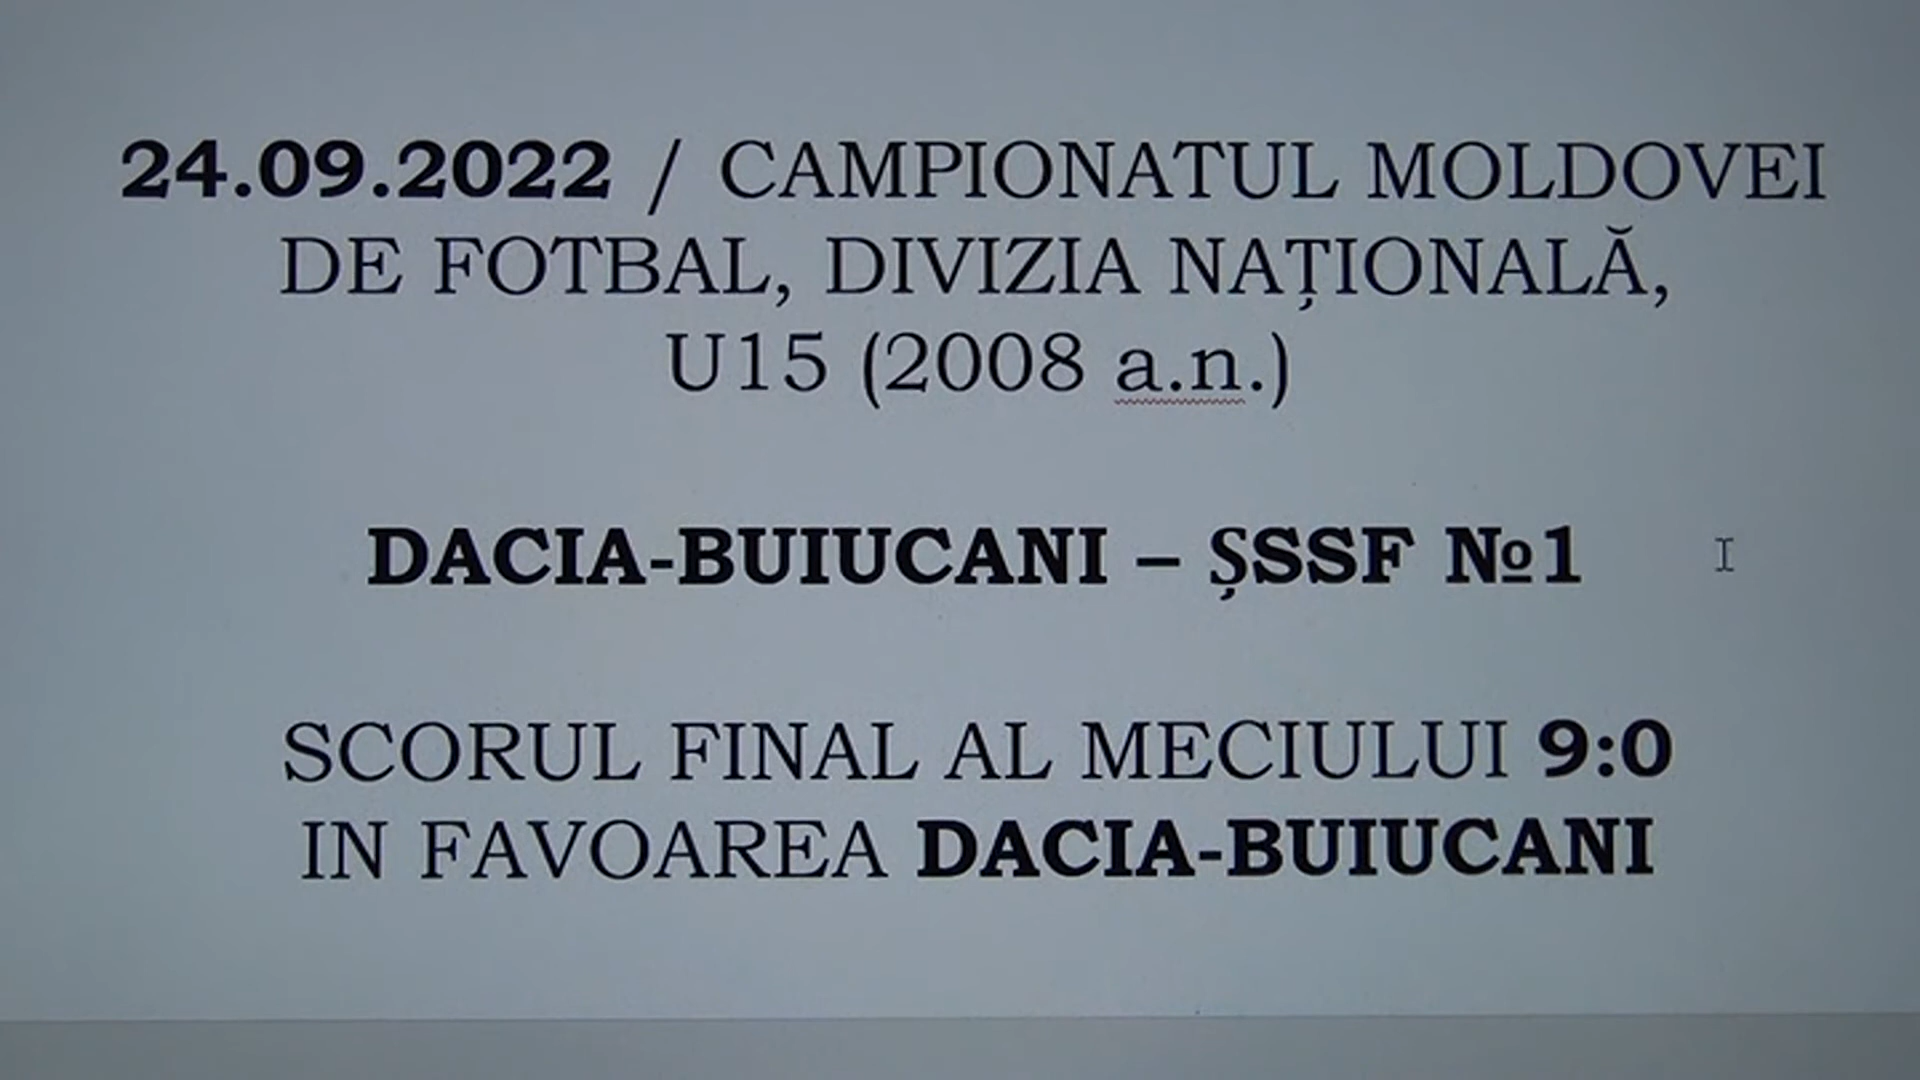 24.09.2022 / CAMPIONATUL MOLDOVEI
DE FOTBAL, DIVIZIA NAȚIONALĂ,
U15 (2008 a.n.)
DACIA-BUIUCANI – ȘSSF №1
SCORUL FINAL AL MECIULUI 9:0
IN FAVOAREA DACIA-BUIUCANI